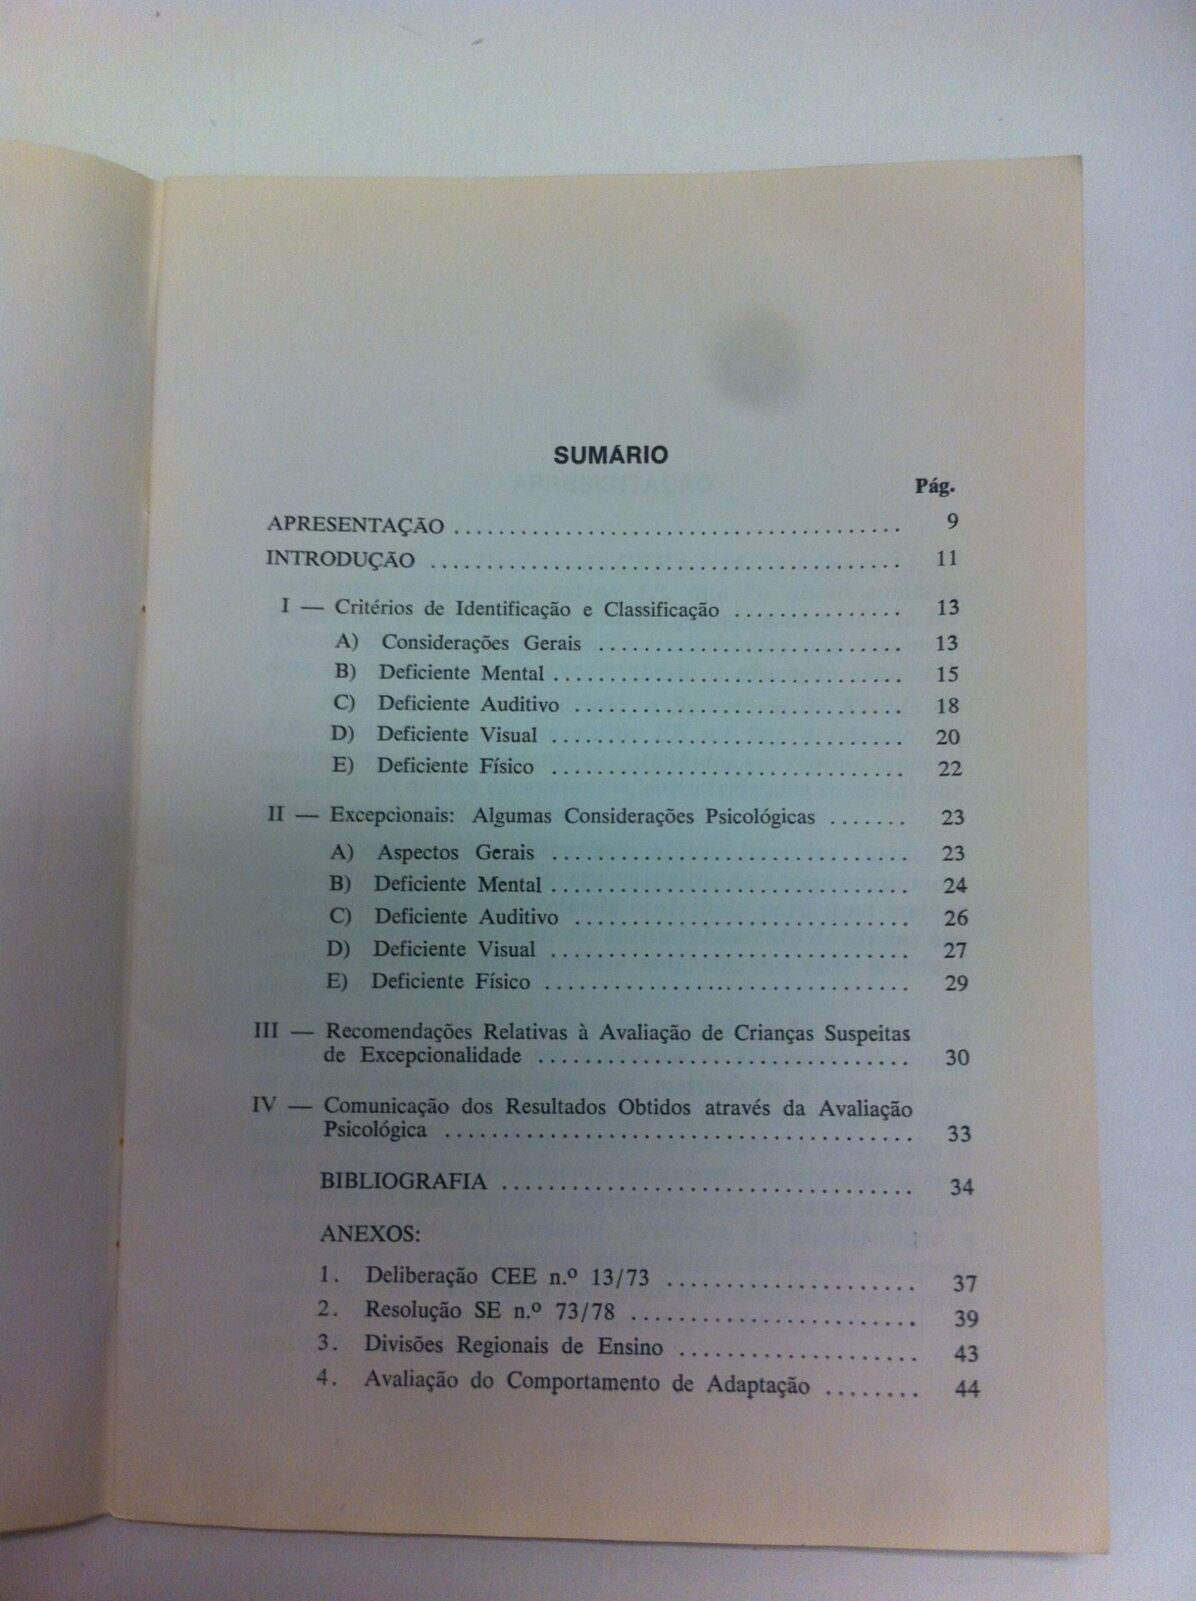 SUMÁRIO
Pág.
APRESENTAÇÃO ........................................ 9
INTRODUÇÃO .......................................... 11
I — Critérios de Identificação e Classificação ............... 13
A) Considerações Gerais ........................... 13
B) Deficiente Mental ............................... 15
C) Deficiente Auditivo ............................. 18
D) Deficiente Visual ............................... 20
E) Deficiente Físico ............................... 22
II — Excepcionais: Algumas Considerações Psicológicas ....... 23
A) Aspectos Gerais ................................ 23
B) Deficiente Mental ................................ 24
C) Deficiente Auditivo .............................. 26
D) Deficiente Visual ................................ 27
E) Deficiente Físico ................................. 29
III — Recomendações Relativas à Avaliação de Crianças Suspeitas
de Excepcionalidade ................................. 30
IV — Comunicação dos Resultados Obtidos através da Avaliação
Psicológica .......................................... 33
BIBLIOGRAFIA ................................... 34
ANEXOS:
1. Deliberação CEE n.º 13/73 ...................... 37
2. Resolução SE n.º 73/78 ......................... 39
3. Divisões Regionais de Ensino ..................... 43
4. Avaliação do Comportamento de Adaptação ........ 44